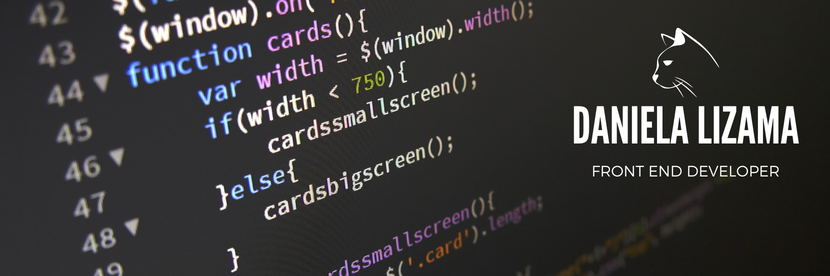 42 $(
43 $(window).on(
44 ▼ function cards(){
45 var width = $(window).width();
46 ▼ if(width < 750){
47 cardssmallscreen();
48 ▼ }else{
49 cardsbigscreen();
}
rdssmallscreen(){
$('.card').length;
DANIELA LIZAMA
FRONT END DEVELOPER